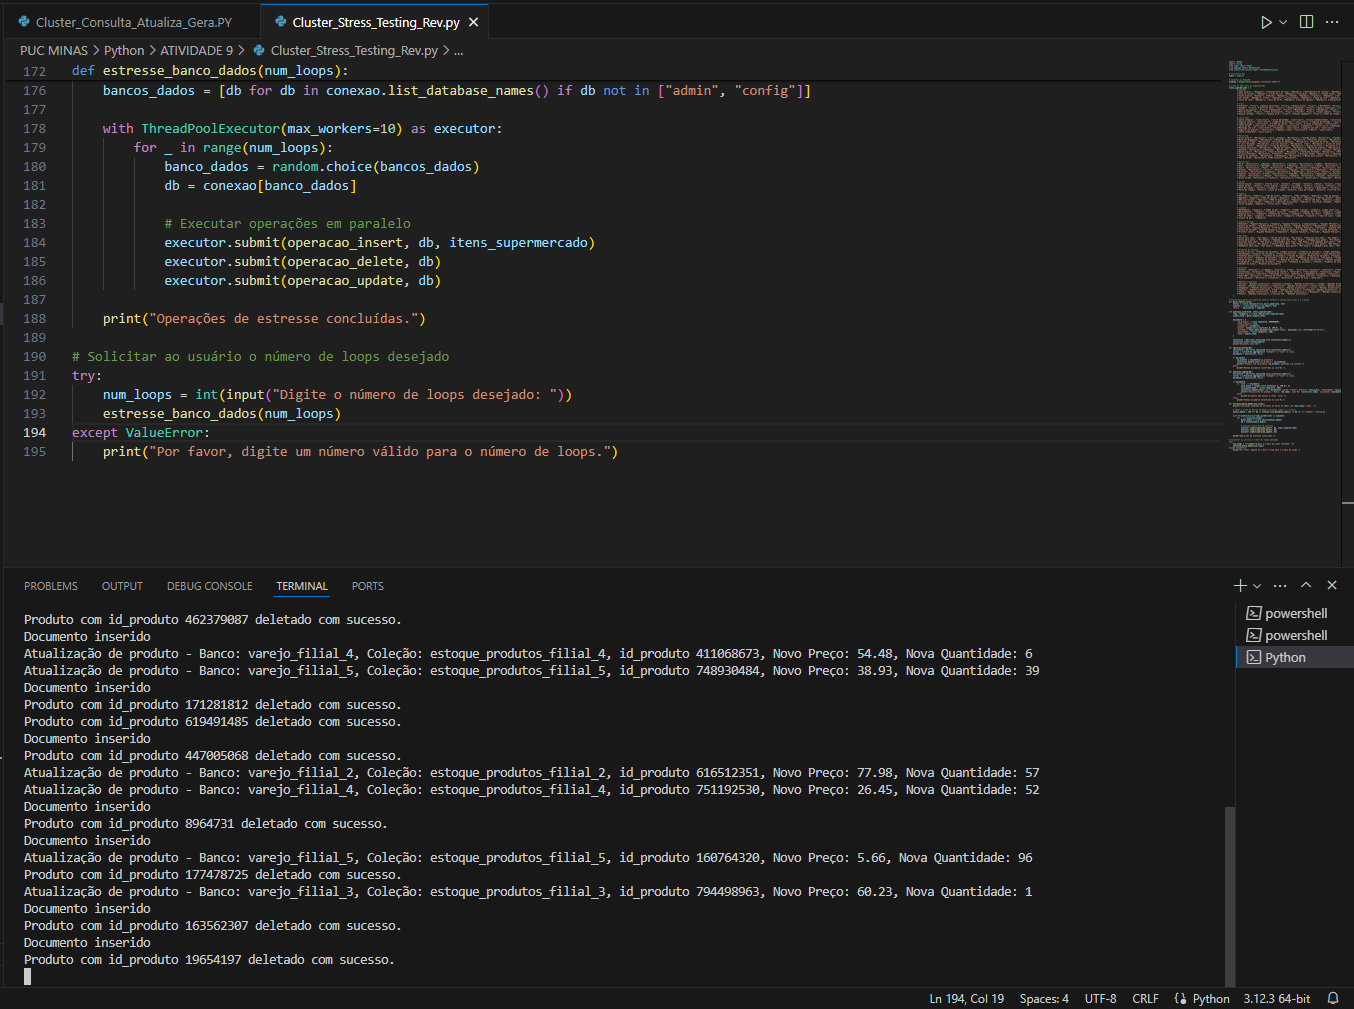 Cluster_Consulta_Atualiza_Gera.PY
Cluster_Stress_Testing_Rev.py
PUC MINAS > Python > ATIVIDADE 9 > Cluster_Stress_Testing_Rev.py > ...
172 def estresse_banco_dados(num_loops):
176 bancos_dados = [db for db in conexao.list_database_names() if db not in ["admin", "config"]]
177
178 with ThreadPoolExecutor(max_workers=10) as executor:
179 for _ in range(num_loops):
180 banco_dados = random.choice(bancos_dados)
181 db = conexao[banco_dados]
182
183 # Executar operações em paralelo
184 executor.submit(operacao_insert, db, itens_supermercado)
185 executor.submit(operacao_delete, db)
186 executor.submit(operacao_update, db)
187
188 print("Operações de estresse concluídas.")
189
190 # Solicitar ao usuário o número de loops desejado
191 try:
192 num_loops = int(input("Digite o número de loops desejado: "))
193 estresse_banco_dados(num_loops)
194 except ValueError:
195 print("Por favor, digite um número válido para o número de loops.")
PROBLEMS OUTPUT DEBUG CONSOLE TERMINAL PORTS
Produto com id_produto 462379087 deletado com sucesso.
Documento inserido
Atualização de produto - Banco: varejo_filial_4, Coleção: estoque_produtos_filial_4, id_produto 411068673, Novo Preço: 54.48, Nova Quantidade: 6
Atualização de produto - Banco: varejo_filial_5, Coleção: estoque_produtos_filial_5, id_produto 748930484, Novo Preço: 38.93, Nova Quantidade: 39
Documento inserido
Produto com id_produto 171281812 deletado com sucesso.
Produto com id_produto 619491485 deletado com sucesso.
Documento inserido
Produto com id_produto 447005068 deletado com sucesso.
Atualização de produto - Banco: varejo_filial_2, Coleção: estoque_produtos_filial_2, id_produto 616512351, Novo Preço: 77.98, Nova Quantidade: 57
Atualização de produto - Banco: varejo_filial_4, Coleção: estoque_produtos_filial_4, id_produto 751192530, Novo Preço: 26.45, Nova Quantidade: 52
Documento inserido
Produto com id_produto 8964731 deletado com sucesso.
Documento inserido
Atualização de produto - Banco: varejo_filial_5, Coleção: estoque_produtos_filial_5, id_produto 160764320, Novo Preço: 5.66, Nova Quantidade: 96
Produto com id_produto 177478725 deletado com sucesso.
Atualização de produto - Banco: varejo_filial_3, Coleção: estoque_produtos_filial_3, id_produto 794498963, Novo Preço: 60.23, Nova Quantidade: 1
Documento inserido
Produto com id_produto 163562307 deletado com sucesso.
Documento inserido
Produto com id_produto 19654197 deletado com sucesso.
powershell
powershell
Python
Ln 194, Col 19 Spaces: 4 UTF-8 CRLF Python 3.12.3 64-bit